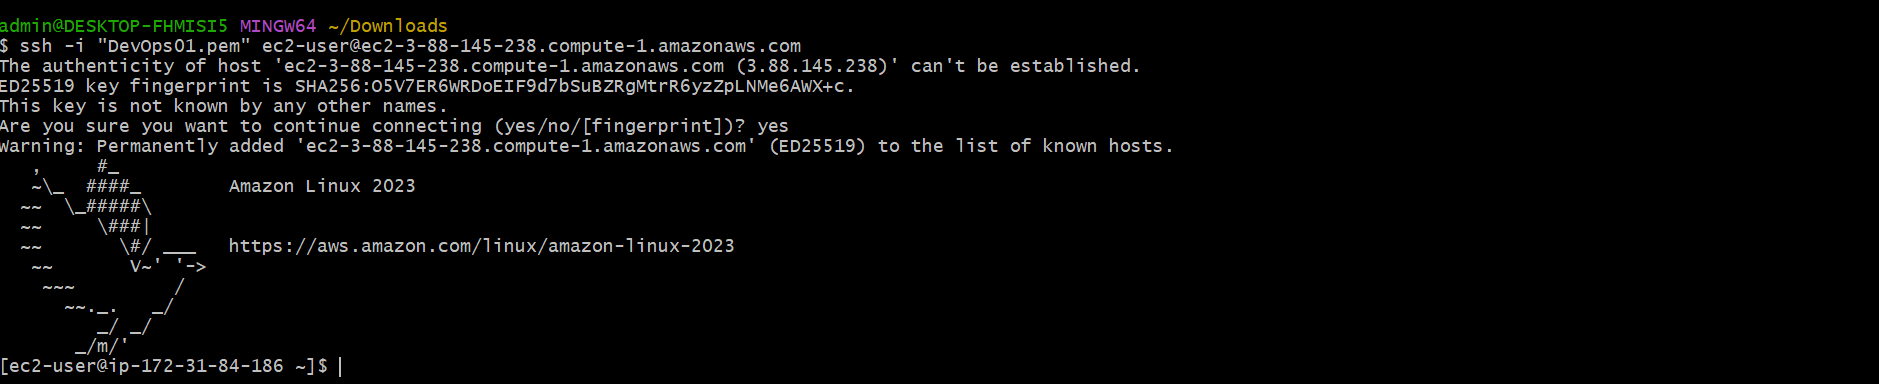 admin@DESKTOP-FHMISI5 MINGW64 ~/Downloads
$ ssh -i "DevOps01.pem" ec2-user@ec2-3-88-145-238.compute-1.amazonaws.com
The authenticity of host 'ec2-3-88-145-238.compute-1.amazonaws.com (3.88.145.238)' can't be established.
ED25519 key fingerprint is SHA256:O5V7ER6WRDoEIF9d7bSuBZRgMtrR6yzZpLNMe6AWX+c.
This key is not known by any other names.
Are you sure you want to continue connecting (yes/no/[fingerprint])? yes
Warning: Permanently added 'ec2-3-88-145-238.compute-1.amazonaws.com' (ED25519) to the list of known hosts.
   ,     #_
   ~\_  ####_        Amazon Linux 2023
  ~~  \_#####\
  ~~     \###|
  ~~       \#/ ___   https://aws.amazon.com/linux/amazon-linux-2023
   ~~       V~' '->
    ~~~         /
      ~~._.   _/
         _/ _/
       _/m/'
[ec2-user@ip-172-31-84-186 ~]$